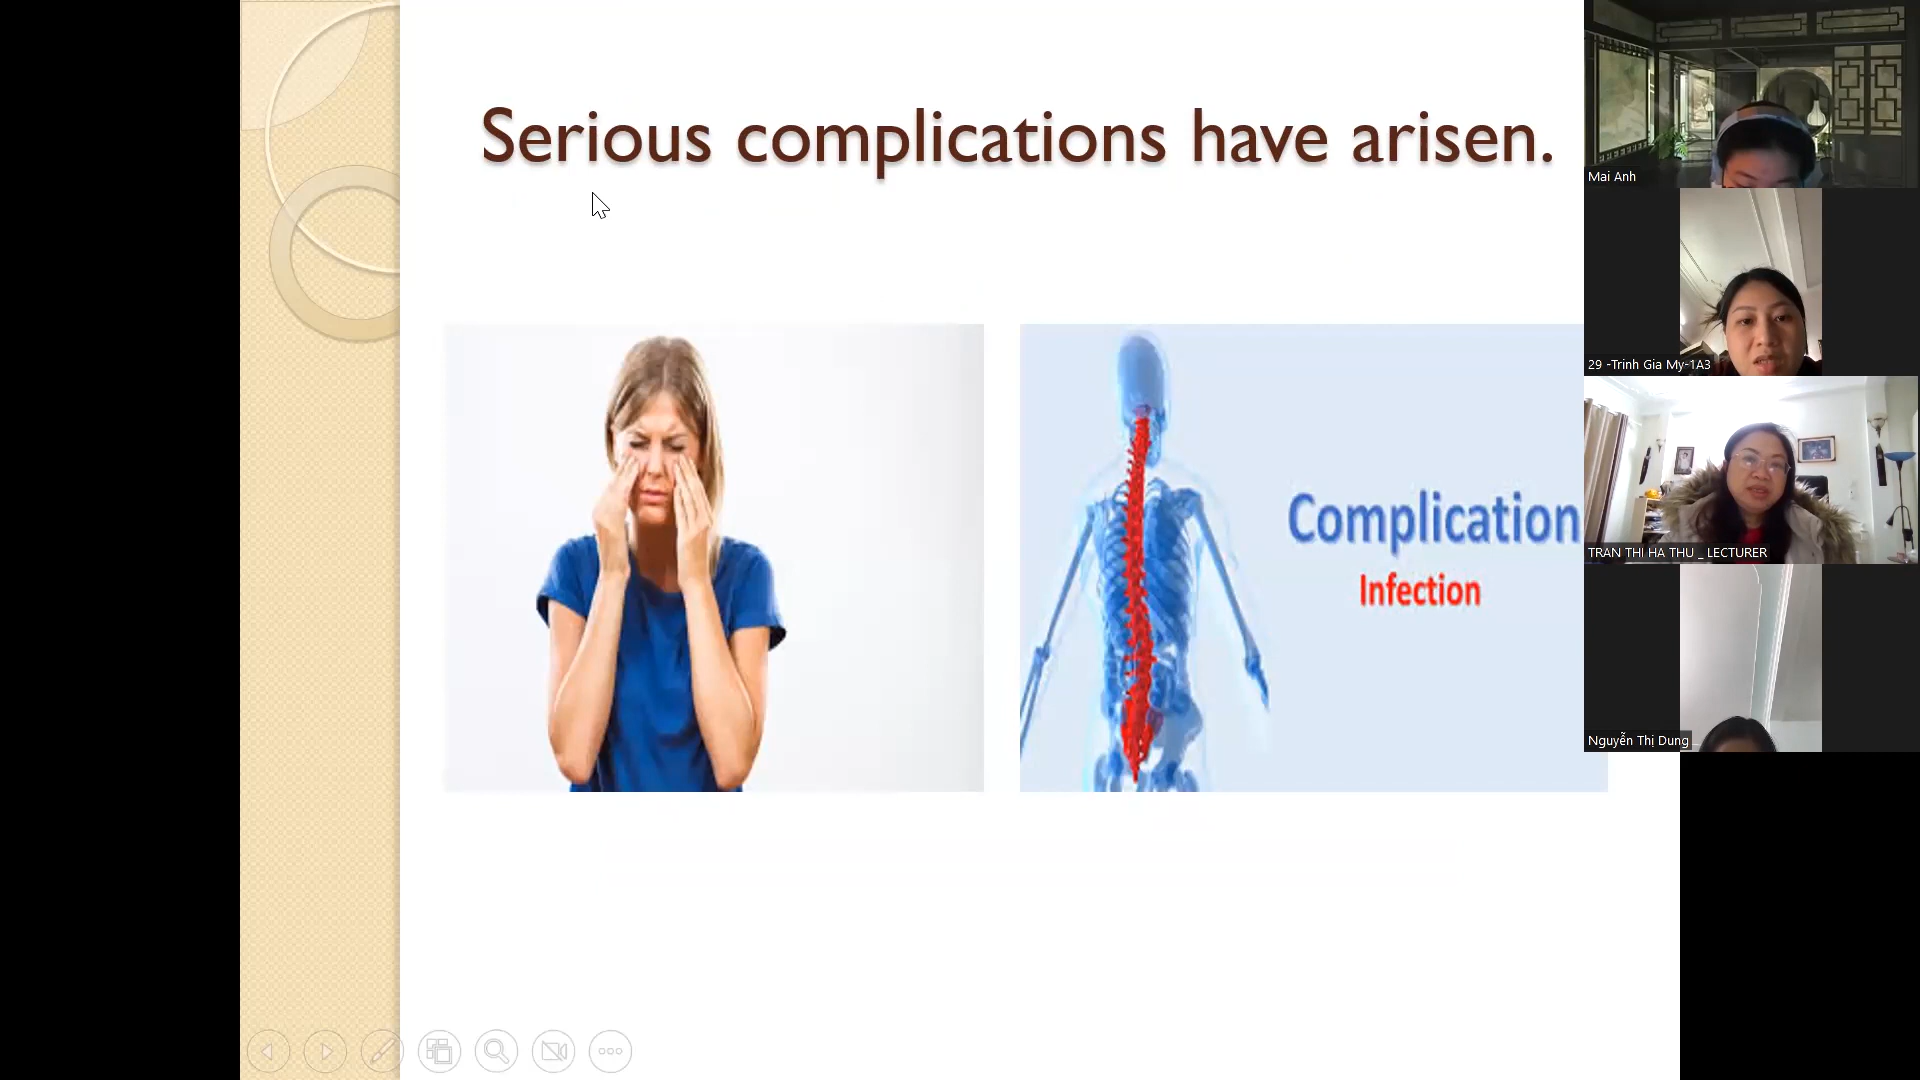 Serious complications have arisen.
Complication
Infection
Mai Anh
29 -Trinh Gia My-1A3
TRAN THI HA THU _ LECTURER
Nguyễn Thị Dung